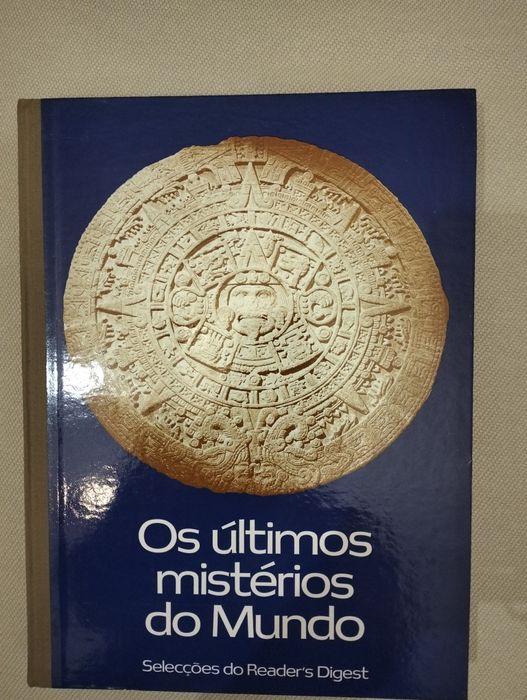 Os últimos
mistérios
do Mundo
Selecções do Reader's Digest